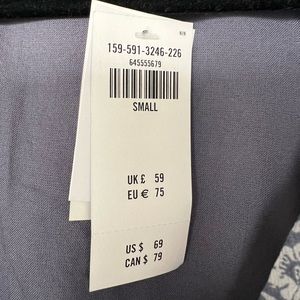 159-591-3246-226
645555679
SMALL
UK £ 59
EU € 75
US $ 69
CAN $ 79